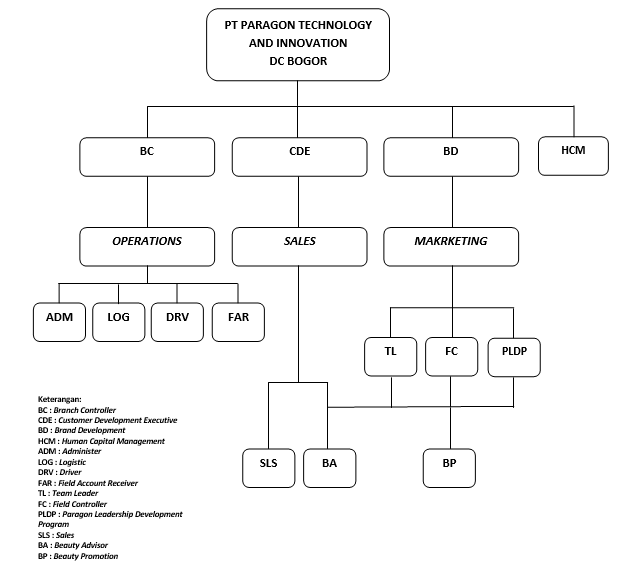 PT PARAGON TECHNOLOGY
AND INNOVATION
DC BOGOR
BC
CDE
BD
HCM
OPERATIONS
SALES
MAKRKETING
ADM
LOG
DRV
FAR
TL
FC
PLDP
SLS
BA
BP
Keterangan:
BC : Branch Controller
CDE : Customer Development Executive
BD : Brand Development
HCM : Human Capital Management
ADM : Administer
LOG : Logistic
DRV : Driver
FAR : Field Account Receiver
TL : Team Leader
FC : Field Controller
PLDP : Paragon Leadership Development
Program
SLS : Sales
BA : Beauty Advisor
BP : Beauty Promotion